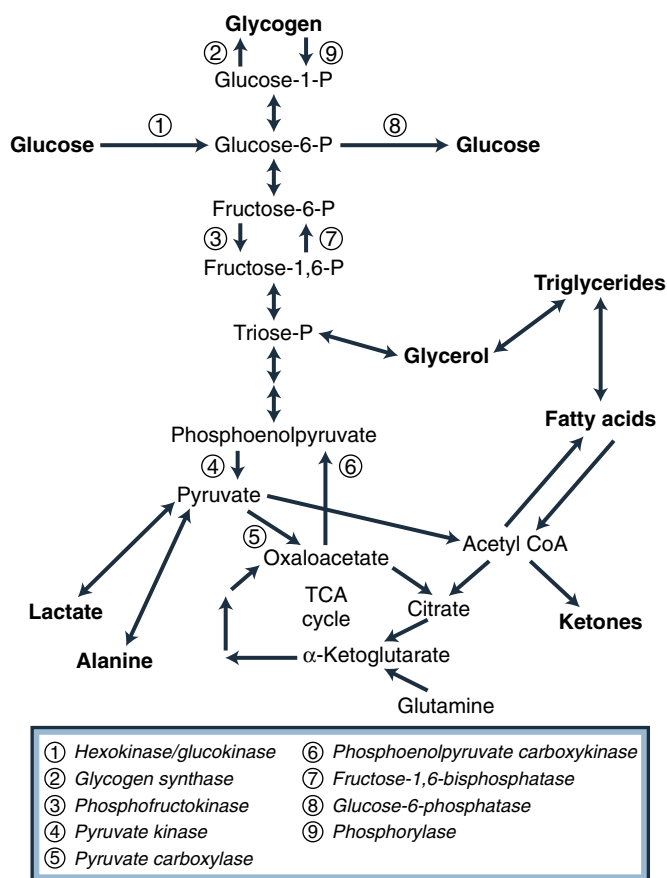 Glycogen
② ⑨
Glucose-1-P
① ⑧
Glucose Glucose-6-P Glucose
Fructose-6-P
③ ⑦
Fructose-1,6-P
Triglycerides
Triose-P
Glycerol
Fatty acids
Phosphoenolpyruvate
④ ⑥
Pyruvate
⑤
Acetyl CoA
Oxaloacetate
TCA
cycle
Citrate
Lactate
Ketones
Alanine
α-Ketoglutarate
Glutamine
① Hexokinase/glucokinase
② Glycogen synthase
③ Phosphofructokinase
④ Pyruvate kinase
⑤ Pyruvate carboxylase
⑥ Phosphoenolpyruvate carboxykinase
⑦ Fructose-1,6-bisphosphatase
⑧ Glucose-6-phosphatase
⑨ Phosphorylase